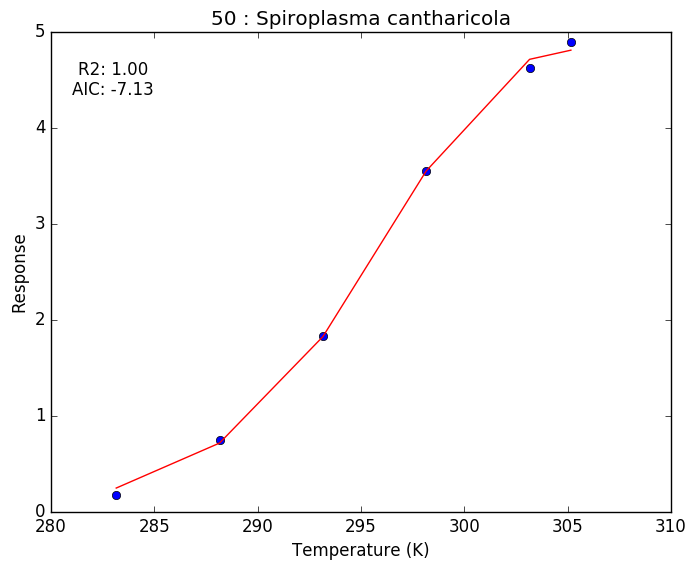 50 : Spiroplasma cantharicola
R2: 1.00
AIC: -7.13
5
4
3
2
1
0
Response
280 285 290 295 300 305 310
Temperature (K)